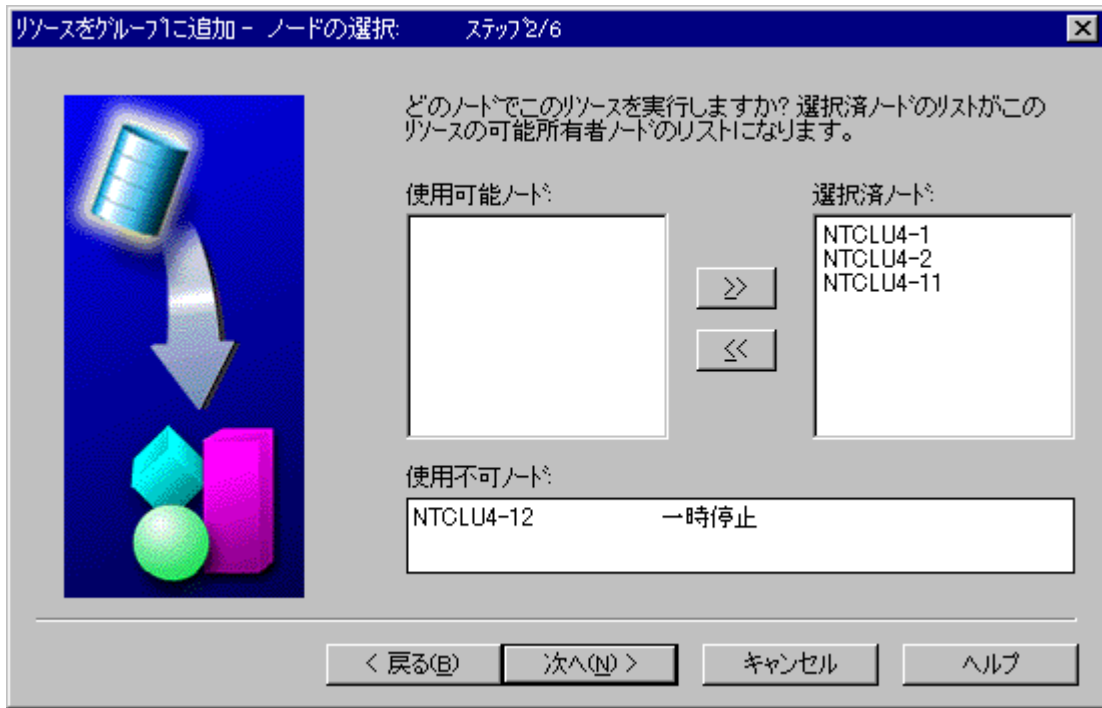 リソースをグループに追加 - ノードの選択: ステップ2/6
どのノードでこのリソースを実行しますか? 選択済ノードのリストがこの
リソースの可能所有者ノードのリストになります。
使用可能ノード:
選択済ノード:
NTCLU4-1
NTCLU4-2
NTCLU4-11
>>
<<
使用不可ノード:
NTCLU4-12 一時停止
< 戻る(B)
次へ(N) >
キャンセル
ヘルプ